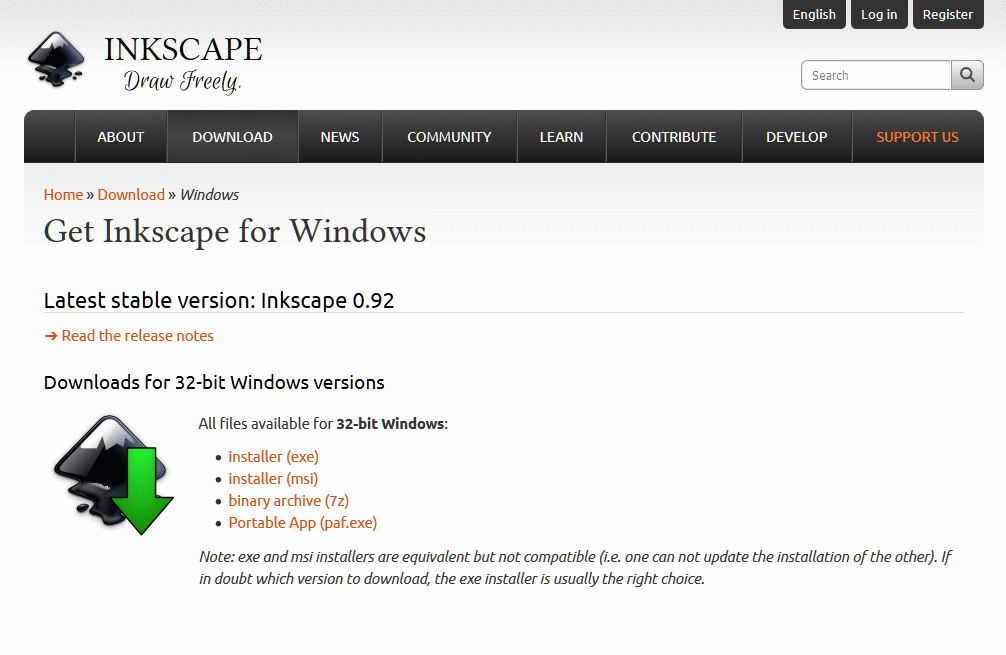 English Log in Register
INKSCAPE
Draw Freely.
Search
ABOUT DOWNLOAD NEWS COMMUNITY LEARN CONTRIBUTE DEVELOP SUPPORT US
Home » Download » Windows
Get Inkscape for Windows
Latest stable version: Inkscape 0.92
➔ Read the release notes
Downloads for 32-bit Windows versions
All files available for 32-bit Windows:
• installer (exe)
• installer (msi)
• binary archive (7z)
• Portable App (paf.exe)
Note: exe and msi installers are equivalent but not compatible (i.e. one can not update the installation of the other). If
in doubt which version to download, the exe installer is usually the right choice.